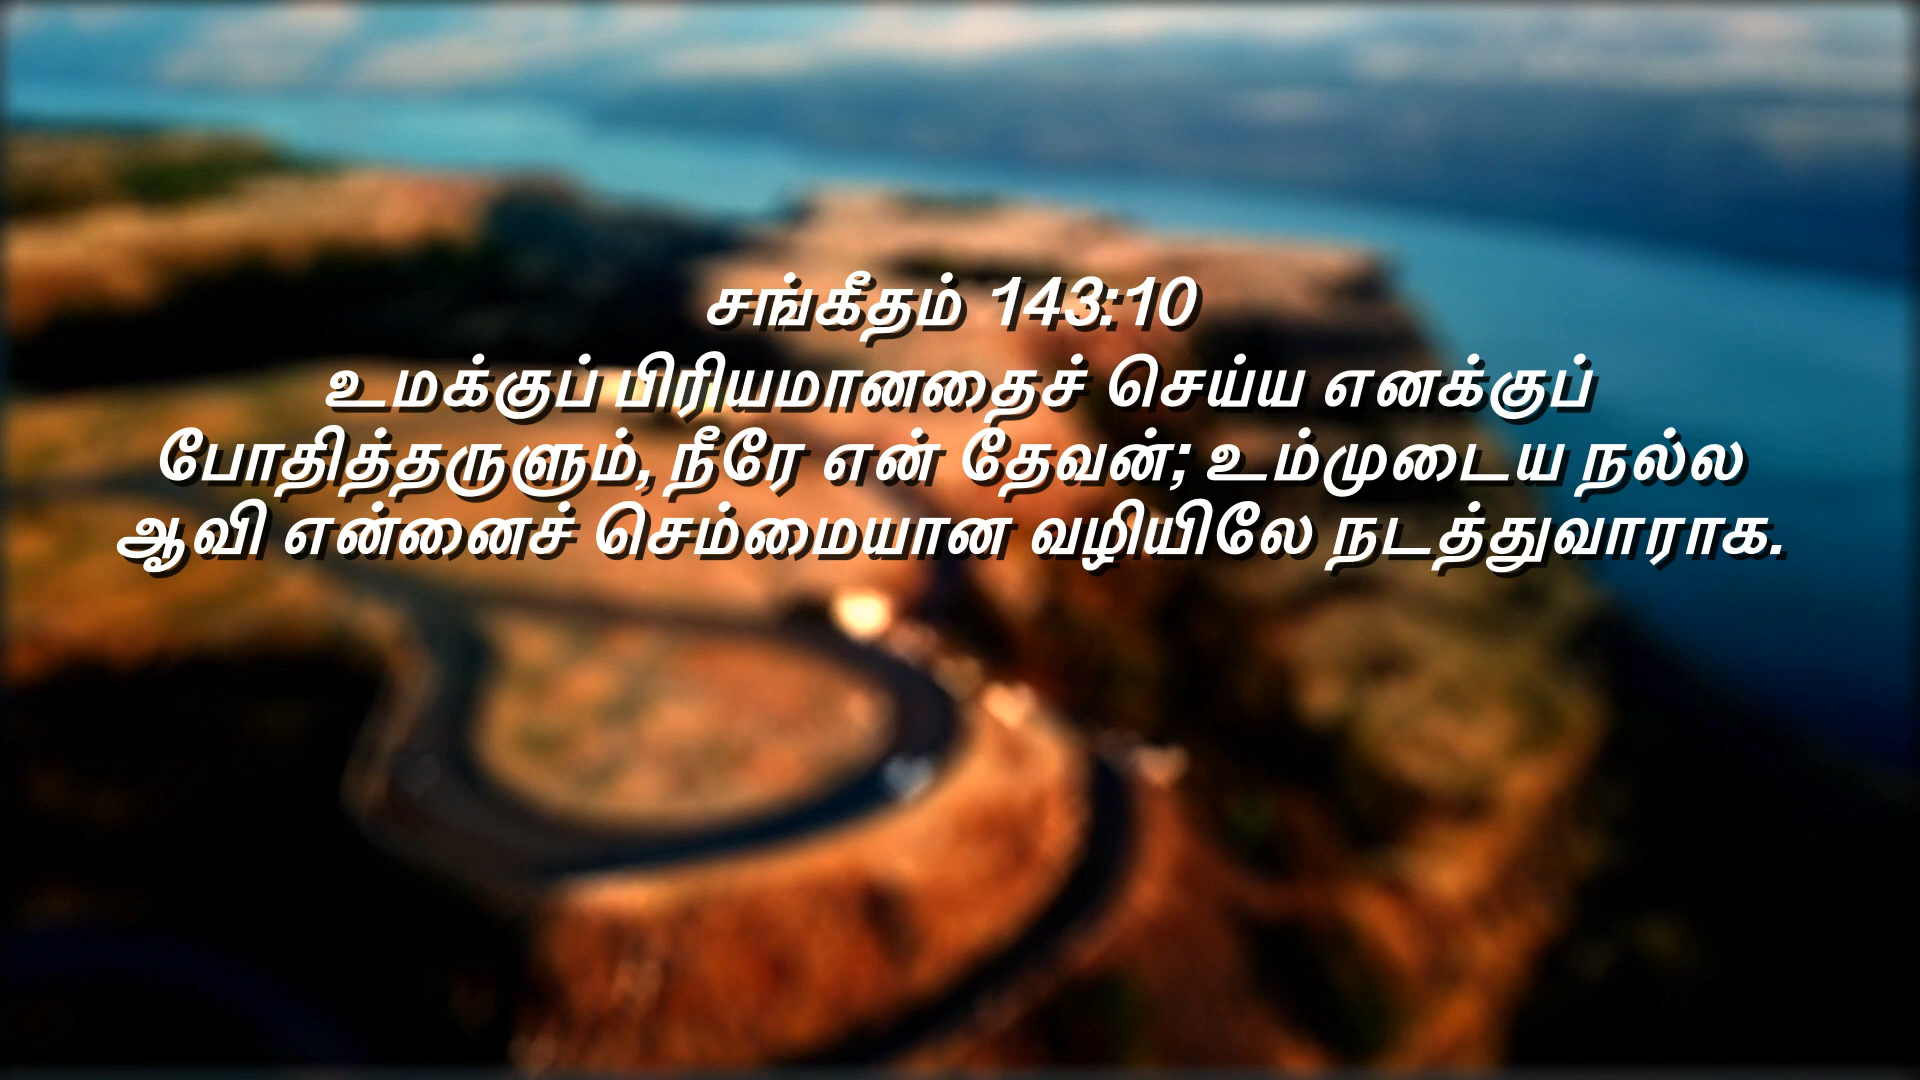 சங்கீதம் 143:10
உமக்குப் பிரியமானதைச் செய்ய எனக்குப்
போதித்தருளும், நீரே என் தேவன்; உம்முடைய நல்ல
ஆவி என்னைச் செம்மையான வழியிலே நடத்துவாராக.